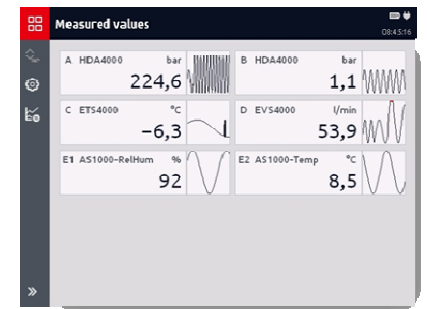 Measured values
08:45:16
A HDA4000 bar
224,6
B HDA4000 bar
1,1
C ETS4000 °C
-6,3
D EVS4000 l/min
53,9
E1 AS1000-RelHum %
92
E2 AS1000-Temp °C
8,5